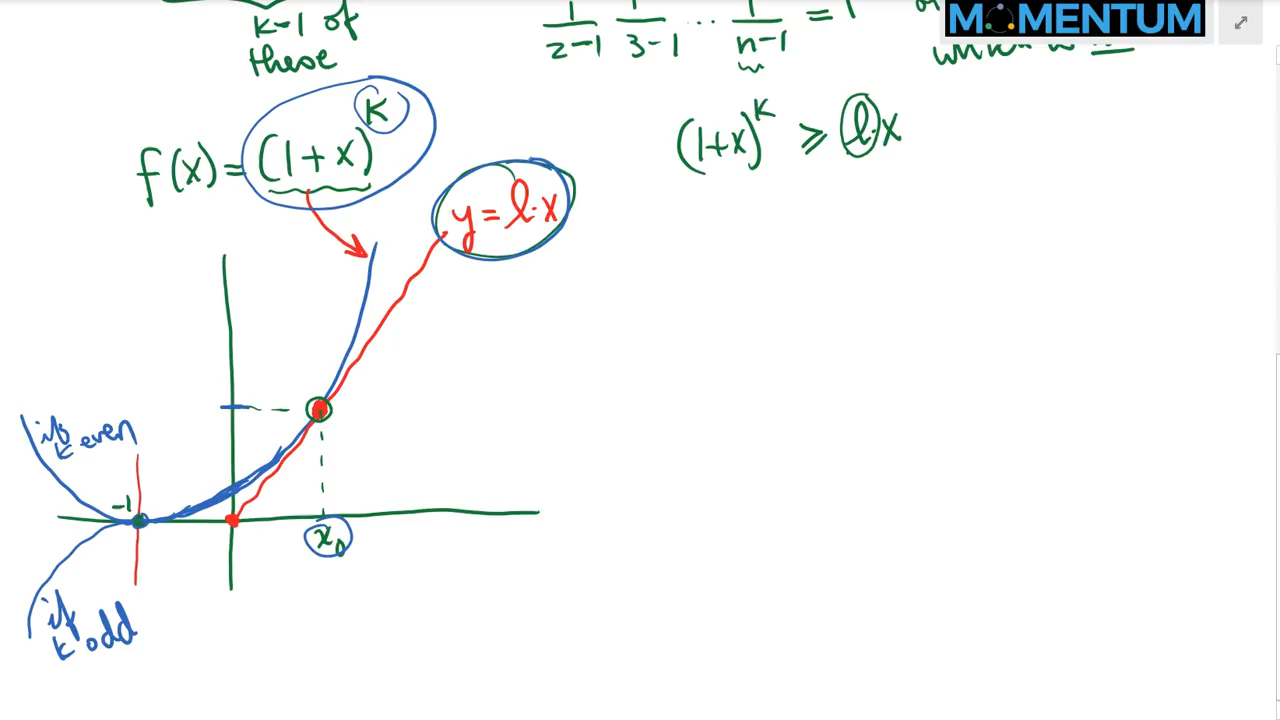 k-1 of
these
1/(2-1) 1/(3-1) ... 1/(n-1) = 1
MOMENTUM
f(x) = (1+x)^k
(1+x)^k ⩾ l·x
y = l·x
if
k even
-1
x₀
if
k odd